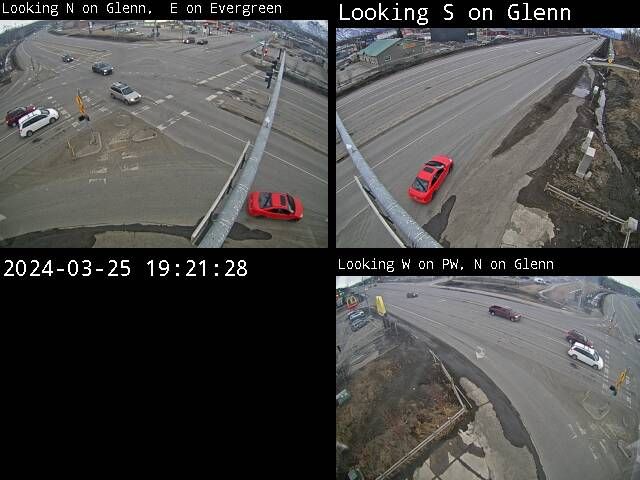 Looking N on Glenn,  E on Evergreen
Looking S on Glenn
2024-03-25 19:21:28
Looking W on PW, N on Glenn